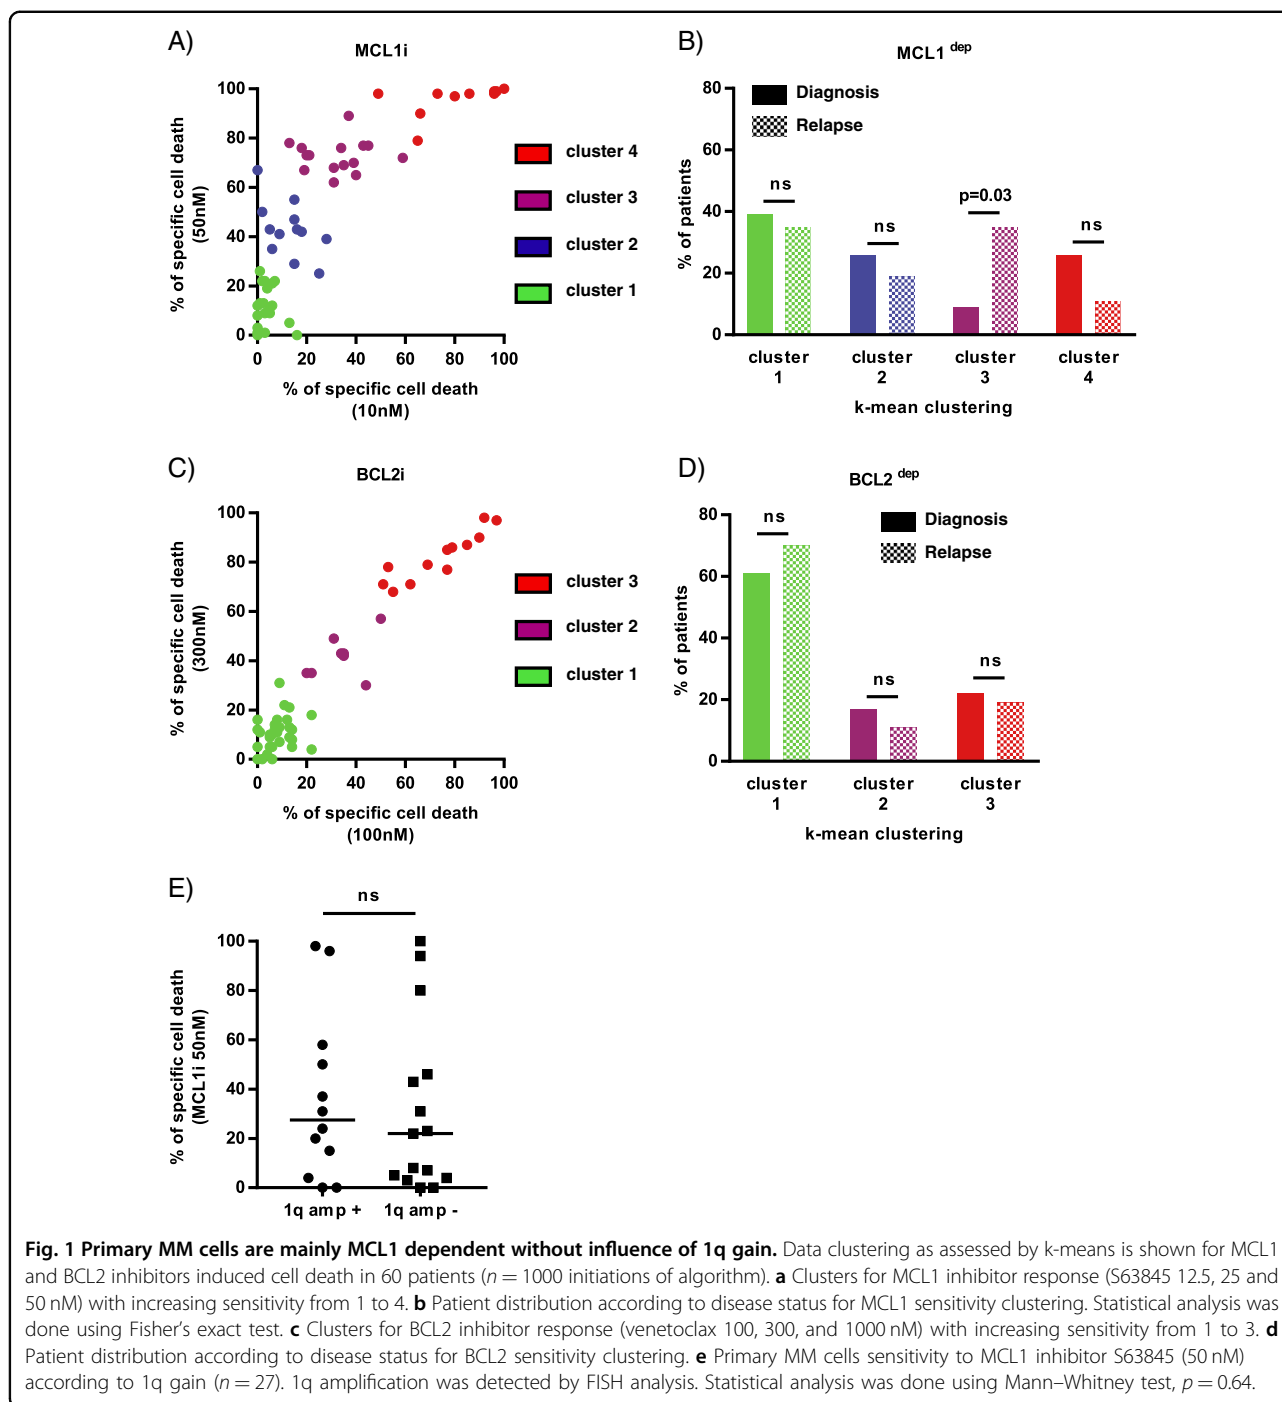 A)
MCL1i
100
80
60
40
20
0
% of specific cell death
(50nM)
0 20 40 60 80 100
% of specific cell death
(10nM)
cluster 4
cluster 3
cluster 2
cluster 1
B)
MCL1 dep
Diagnosis
Relapse
80
60
40
20
0
% of patients
ns
ns
p=0.03
ns
cluster 1
cluster 2
cluster 3
cluster 4
k-mean clustering
C)
BCL2i
100
80
60
40
20
0
% of specific cell death
(300nM)
0 20 40 60 80 100
% of specific cell death
(100nM)
cluster 3
cluster 2
cluster 1
D)
BCL2 dep
Diagnosis
Relapse
80
60
40
20
0
% of patients
ns
ns
ns
cluster 1
cluster 2
cluster 3
k-mean clustering
E)
ns
100
80
60
40
20
0
% of specific cell death
(MCL1i 50nM)
1q amp + 1q amp -
Fig. 1 Primary MM cells are mainly MCL1 dependent without influence of 1q gain. Data clustering as assessed by k-means is shown for MCL1
and BCL2 inhibitors induced cell death in 60 patients (n = 1000 initiations of algorithm). a Clusters for MCL1 inhibitor response (S63845 12.5, 25 and
50 nM) with increasing sensitivity from 1 to 4. b Patient distribution according to disease status for MCL1 sensitivity clustering. Statistical analysis was
done using Fisher's exact test. c Clusters for BCL2 inhibitor response (venetoclax 100, 300, and 1000 nM) with increasing sensitivity from 1 to 3. d
Patient distribution according to disease status for BCL2 sensitivity clustering. e Primary MM cells sensitivity to MCL1 inhibitor S63845 (50 nM)
according to 1q gain (n = 27). 1q amplification was detected by FISH analysis. Statistical analysis was done using Mann–Whitney test, p = 0.64.